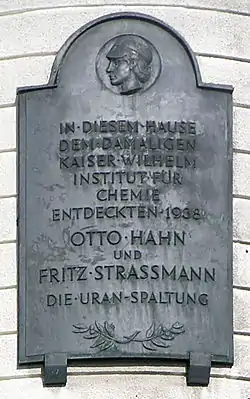 IN·DIESEM·HAUSE
DEM·DAMALIGEN
KAISER·WILHELM
INSTITUT·FÜR
CHEMIE
ENTDECKTEN·1938
OTTO·HAHN
UND
FRITZ·STRASSMANN
DIE·URAN-SPALTUNG